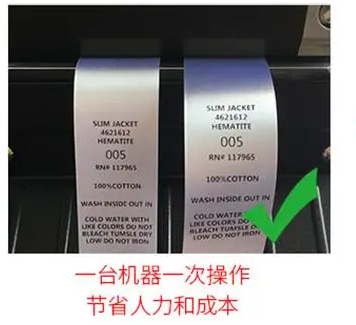 SLIM JACKET
4621612
HEMATITE
005
RN# 117965
100%COTTON
WASH INSIDE OUT IN
COLD WATER WITH
LIKE COLORS DO NOT
BLEACH TUMSLE DRY
LOW DO NOT IRON
SLIM JACKET
4621612
HEMATITE
005
RN# 117965
100%COTTON
WASH INSIDE OUT IN
COLD WATER
LIKE COLORS DO
BLEACH TUMSLE DRY
LOW DO NOT IRON
一台机器一次操作
节省人力和成本